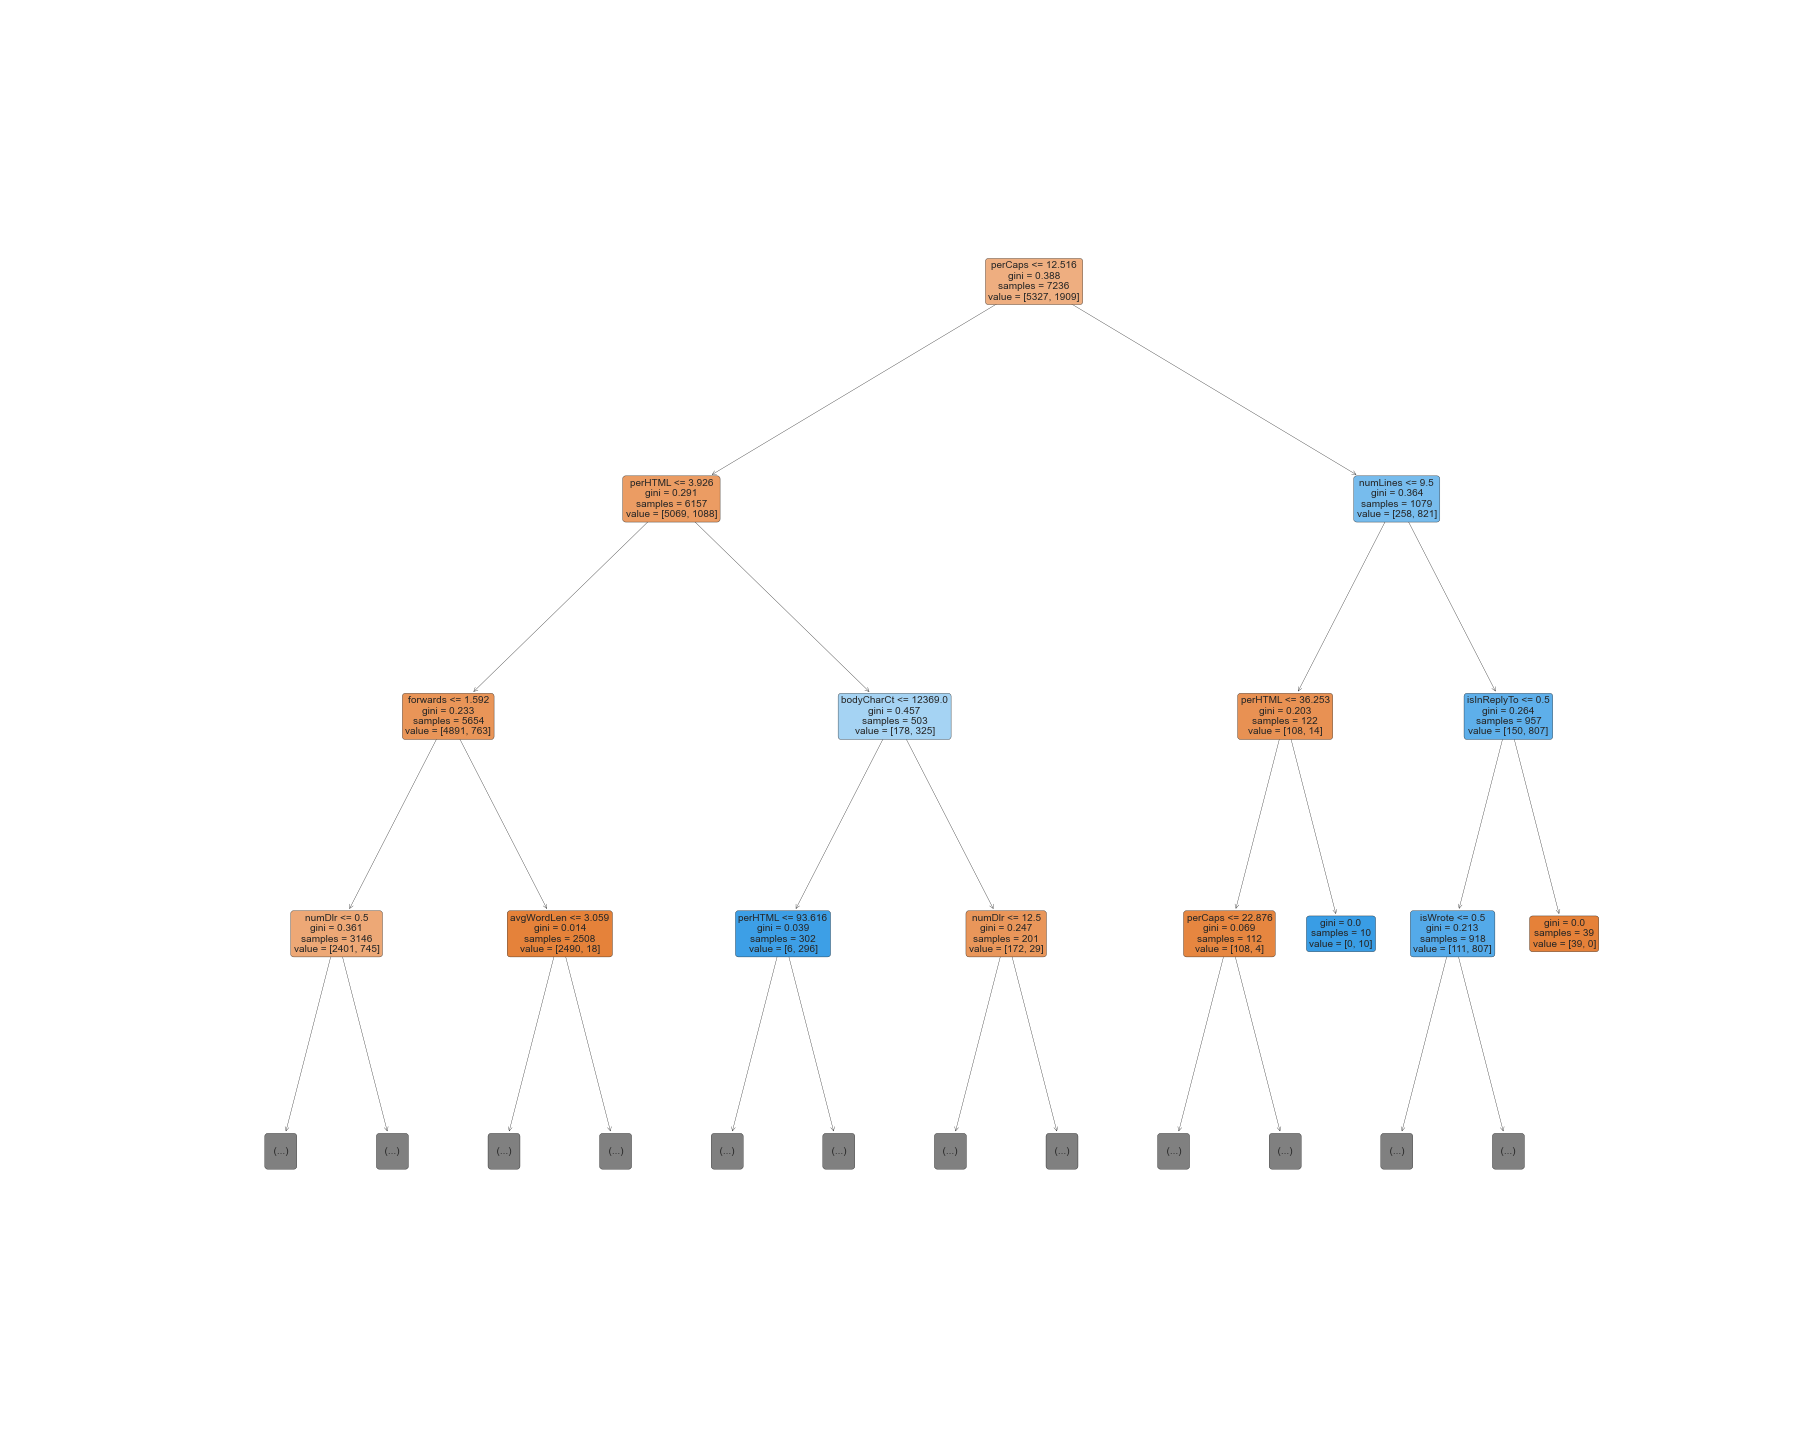 perCaps <= 12.516
gini = 0.388
samples = 7236
value = [5327, 1909]
perHTML <= 3.926
gini = 0.291
samples = 6157
value = [5069, 1088]
numLines <= 9.5
gini = 0.364
samples = 1079
value = [258, 821]
forwards <= 1.592
gini = 0.233
samples = 5654
value = [4891, 763]
bodyCharCt <= 12369.0
gini = 0.457
samples = 503
value = [178, 325]
perHTML <= 36.253
gini = 0.203
samples = 122
value = [108, 14]
isInReplyTo <= 0.5
gini = 0.264
samples = 957
value = [150, 807]
numDlr <= 0.5
gini = 0.361
samples = 3146
value = [2401, 745]
avgWordLen <= 3.059
gini = 0.014
samples = 2508
value = [2490, 18]
perHTML <= 93.616
gini = 0.039
samples = 302
value = [6, 296]
numDlr <= 12.5
gini = 0.247
samples = 201
value = [172, 29]
perCaps <= 22.876
gini = 0.069
samples = 112
value = [108, 4]
gini = 0.0
samples = 10
value = [0, 10]
isWrote <= 0.5
gini = 0.213
samples = 918
value = [111, 807]
gini = 0.0
samples = 39
value = [39, 0]
(...)
(...)
(...)
(...)
(...)
(...)
(...)
(...)
(...)
(...)
(...)
(...)